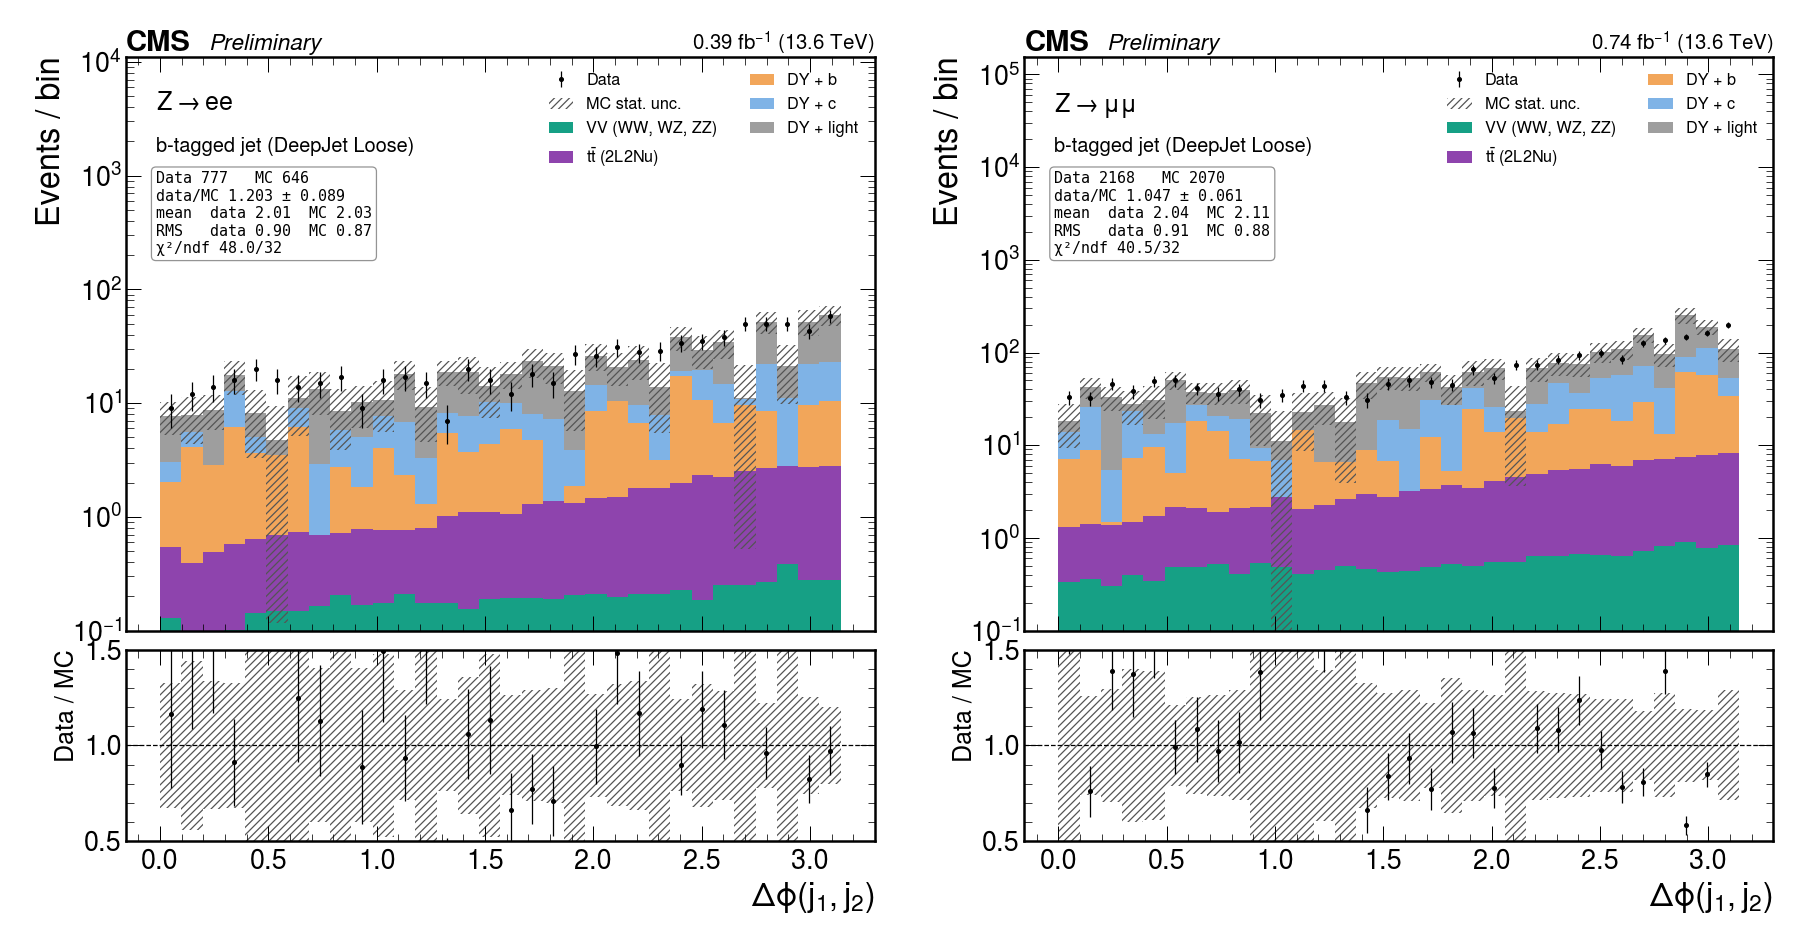 CMS Preliminary 0.39 fb⁻¹ (13.6 TeV)
Events / bin
10⁴
10³
10²
10¹
10⁰
10⁻¹
Z → ee
b-tagged jet (DeepJet Loose)
Data 777 MC 646
data/MC 1.203 ± 0.089
mean data 2.01 MC 2.03
RMS data 0.90 MC 0.87
χ²/ndf 48.0/32
Data
MC stat. unc.
VV (WW, WZ, ZZ)
tt̄ (2L2Nu)
DY + b
DY + c
DY + light
Data / MC
1.5
1.0
0.5
0.0 0.5 1.0 1.5 2.0 2.5 3.0
Δϕ(j₁, j₂)
CMS Preliminary 0.74 fb⁻¹ (13.6 TeV)
Events / bin
10⁵
10⁴
10³
10²
10¹
10⁰
10⁻¹
Z → μμ
b-tagged jet (DeepJet Loose)
Data 2168 MC 2070
data/MC 1.047 ± 0.061
mean data 2.04 MC 2.11
RMS data 0.91 MC 0.88
χ²/ndf 40.5/32
Data
MC stat. unc.
VV (WW, WZ, ZZ)
tt̄ (2L2Nu)
DY + b
DY + c
DY + light
Data / MC
1.5
1.0
0.5
0.0 0.5 1.0 1.5 2.0 2.5 3.0
Δϕ(j₁, j₂)